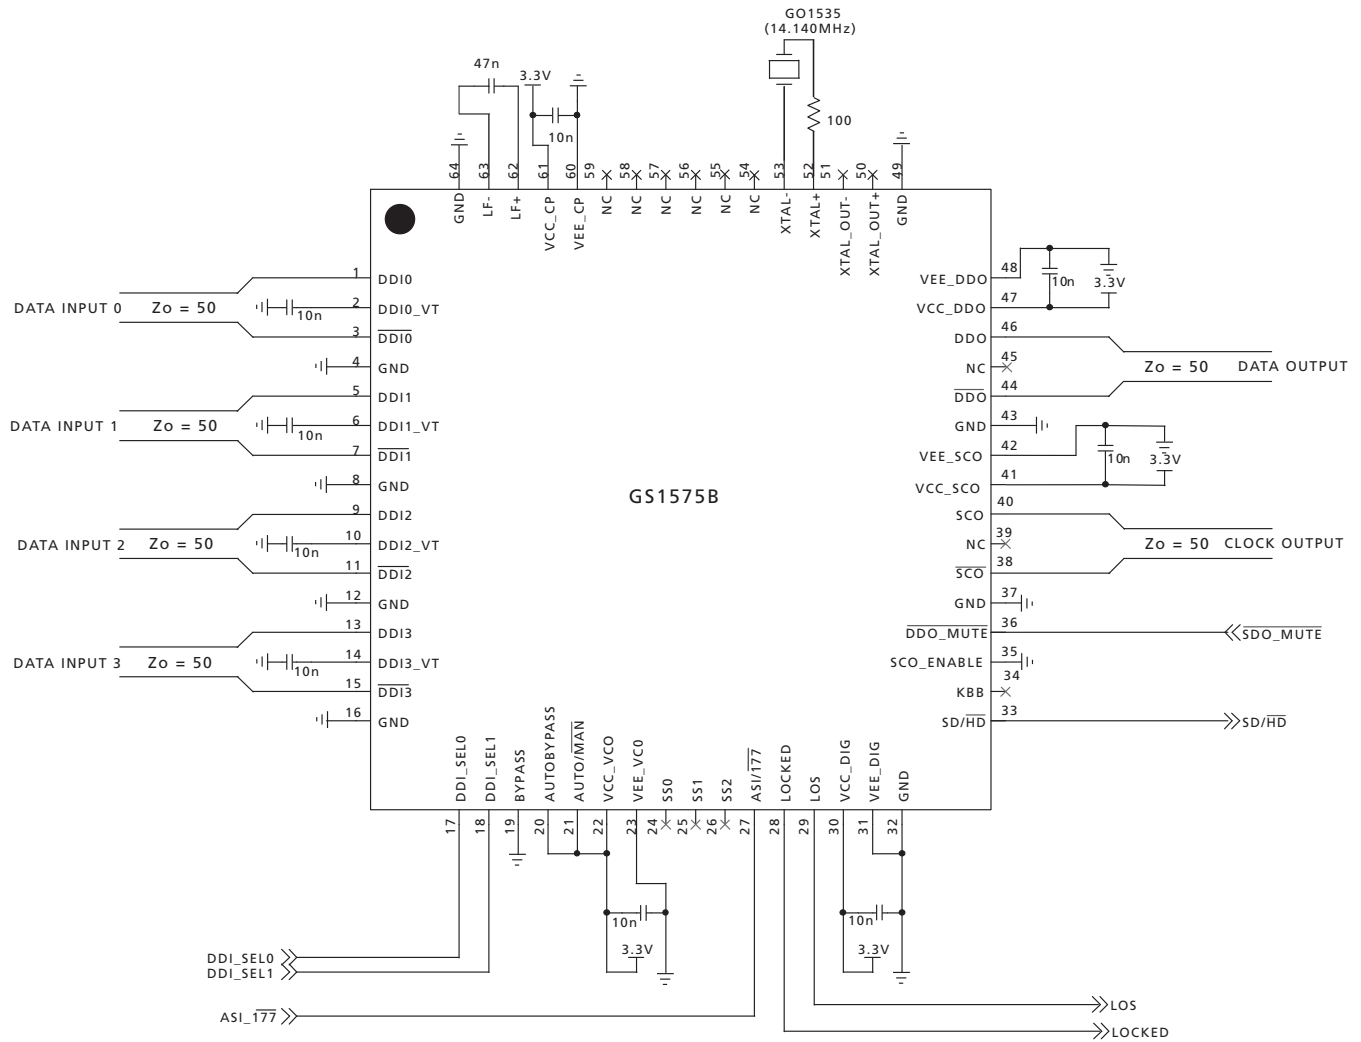 GO1535
(14.140MHz)
47n
3.3V
10n
100
64
63
62
61
60
59
58
57
56
55
54
53
52
51
50
49
GND
LF-
LF+
VCC_CP
VEE_CP
NC
NC
NC
NC
NC
NC
XTAL-
XTAL+
XTAL_OUT-
XTAL_OUT+
GND
DATA INPUT 0
Zo = 50
10n
1 DDI0
2 DDI0_VT
3 DDI0
4 GND
DATA INPUT 1
Zo = 50
10n
5 DDI1
6 DDI1_VT
7 DDI1
8 GND
DATA INPUT 2
Zo = 50
10n
9 DDI2
10 DDI2_VT
11 DDI2
12 GND
DATA INPUT 3
Zo = 50
10n
13 DDI3
14 DDI3_VT
15 DDI3
16 GND
GS1575B
VEE_DDO 48
10n
3.3V
VCC_DDO 47
DDO 46
NC 45
Zo = 50 DATA OUTPUT
DDO 44
GND 43
VEE_SCO 42
10n
3.3V
VCC_SCO 41
SCO 40
NC 39
Zo = 50 CLOCK OUTPUT
SCO 38
GND 37
DDO_MUTE 36
SDO_MUTE
SCO_ENABLE 35
KBB 34
SD/HD 33
SD/HD
DDI_SEL0
DDI_SEL1
BYPASS
AUTOBYPASS
AUTO/MAN
VCC_VCO
VEE_VC0
SS0
SS1
SS2
ASI/177
LOCKED
LOS
VCC_DIG
VEE_DIG
GND
17
18
19
20
21
22
23
24
25
26
27
28
29
30
31
32
10n
3.3V
10n
3.3V
DDI_SEL0
DDI_SEL1
ASI_177
LOS
LOCKED